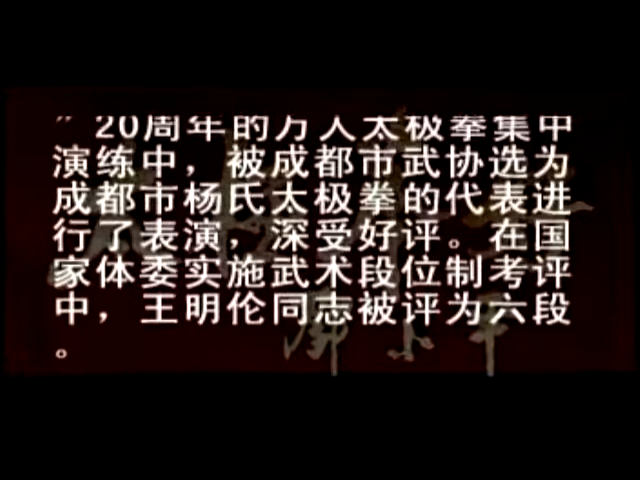 ” 20周年的万人太极拳集中
演练中，被成都市武协选为
成都市杨氏太极拳的代表进
行了表演，深受好评。在国
家体委实施武术段位制考评
中，王明伦同志被评为六段
。